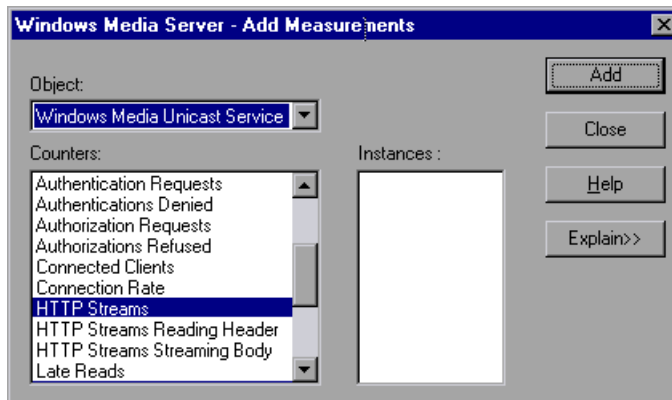 Windows Media Server - Add Measurements
Object:
Windows Media Unicast Service
Counters:
Authentication Requests
Authentications Denied
Authorization Requests
Authorizations Refused
Connected Clients
Connection Rate
HTTP Streams
HTTP Streams Reading Header
HTTP Streams Streaming Body
Late Reads
Instances :
Add
Close
Help
Explain>>